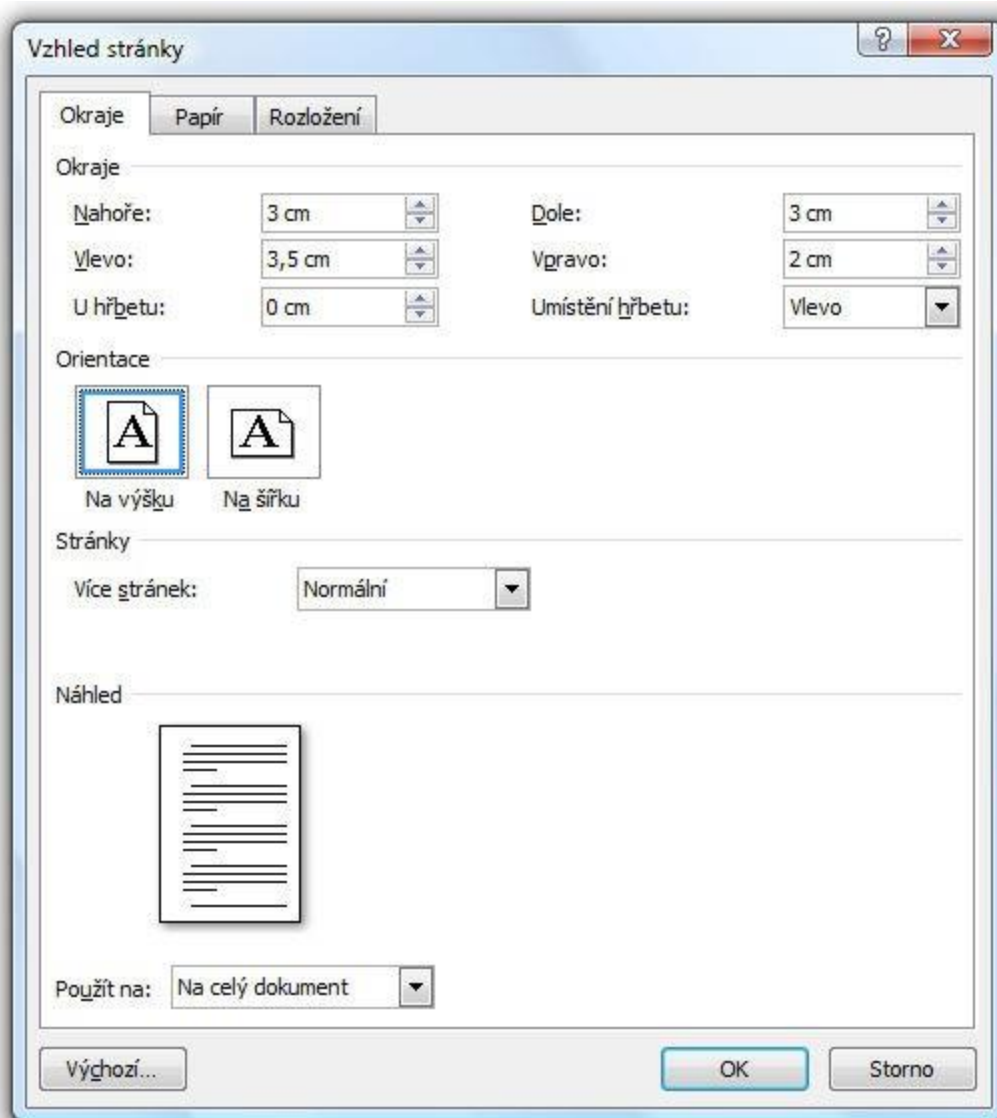 Vzhled stránky
Okraje Papír Rozložení
Okraje
Nahoře: 3 cm Dole: 3 cm
Vlevo: 3,5 cm Vpravo: 2 cm
U hřbetu: 0 cm Umístění hřbetu: Vlevo
Orientace
A A
Na výšku Na šířku
Stránky
Více stránek: Normální
Náhled
Použít na: Na celý dokument
Výchozí... OK Storno